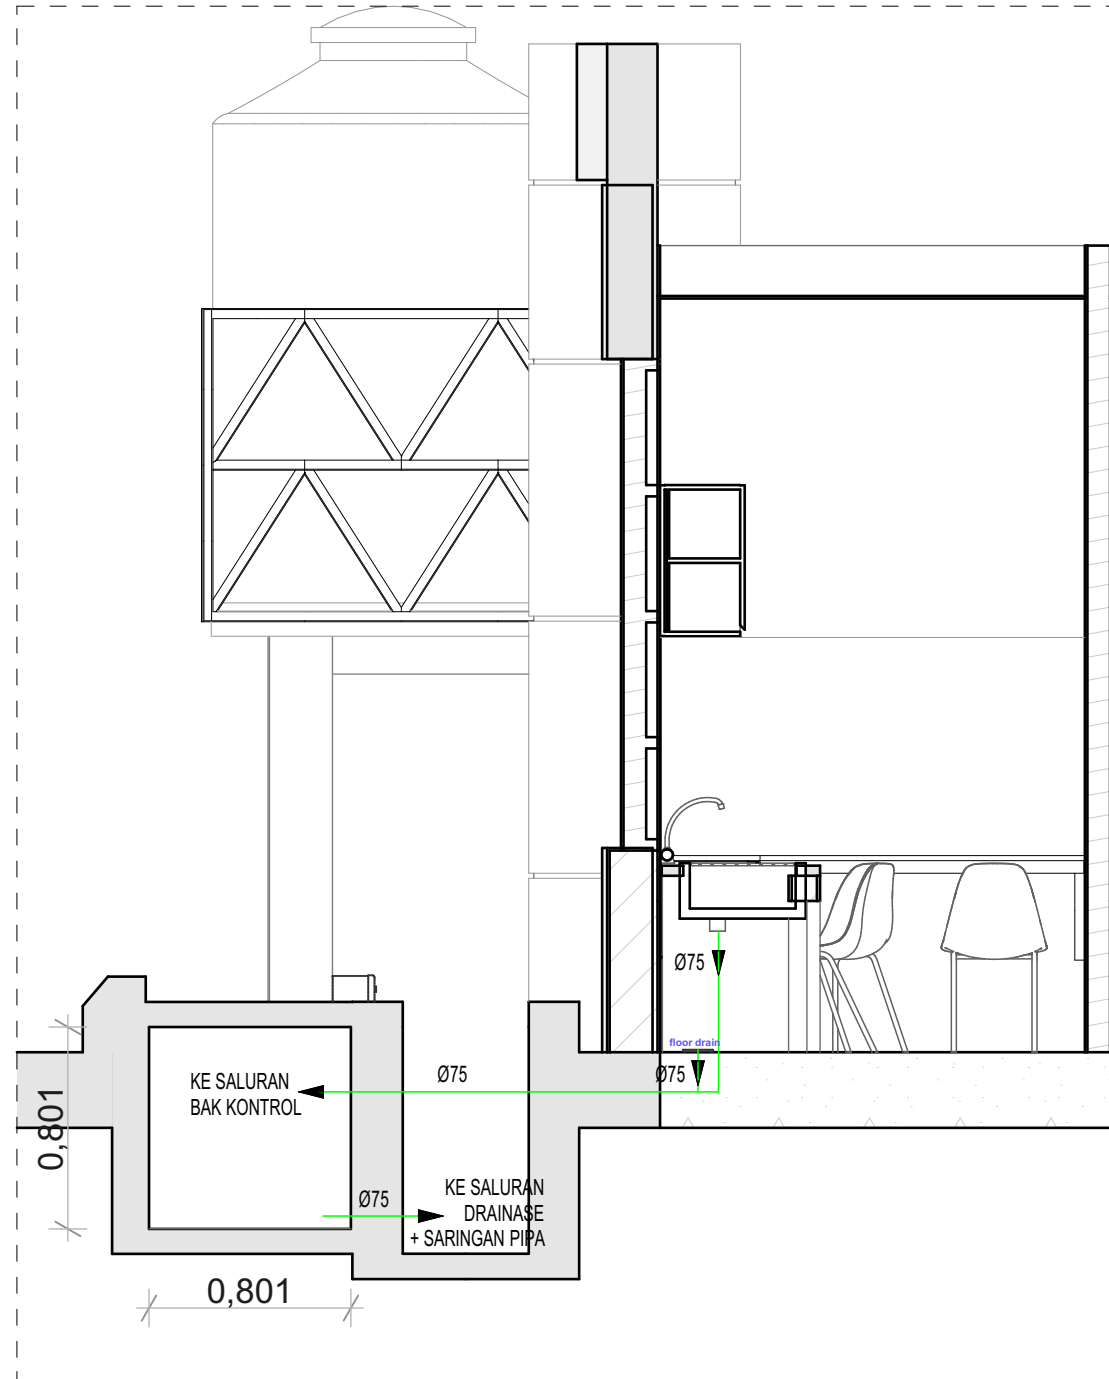 Ø75
floor drain
Ø75
Ø75
KE SALURAN
BAK KONTROL
0,801
Ø75
KE SALURAN
DRAINASE
+ SARINGAN PIPA
0,801